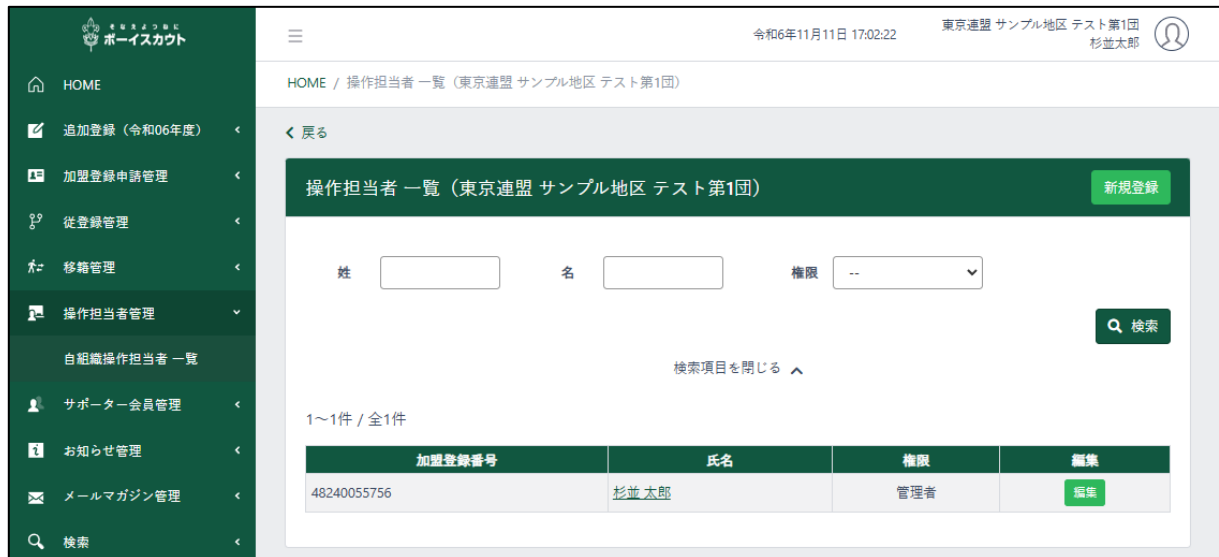 そなえよつねに
ボーイスカウト
令和6年11月11日 17:02:22
東京連盟 サンプル地区 テスト第1団
杉並太郎
HOME
追加登録（令和06年度）
加盟登録申請管理
従登録管理
移籍管理
操作担当者管理
自組織操作担当者 一覧
サポーター会員管理
お知らせ管理
メールマガジン管理
検索
HOME / 操作担当者 一覧（東京連盟 サンプル地区 テスト第1団）
戻る
操作担当者 一覧（東京連盟 サンプル地区 テスト第1団）
新規登録
姓 名 権限 --
検索
検索項目を閉じる
1～1件 / 全1件
加盟登録番号 氏名 権限 編集
48240055756 杉並 太郎 管理者 編集